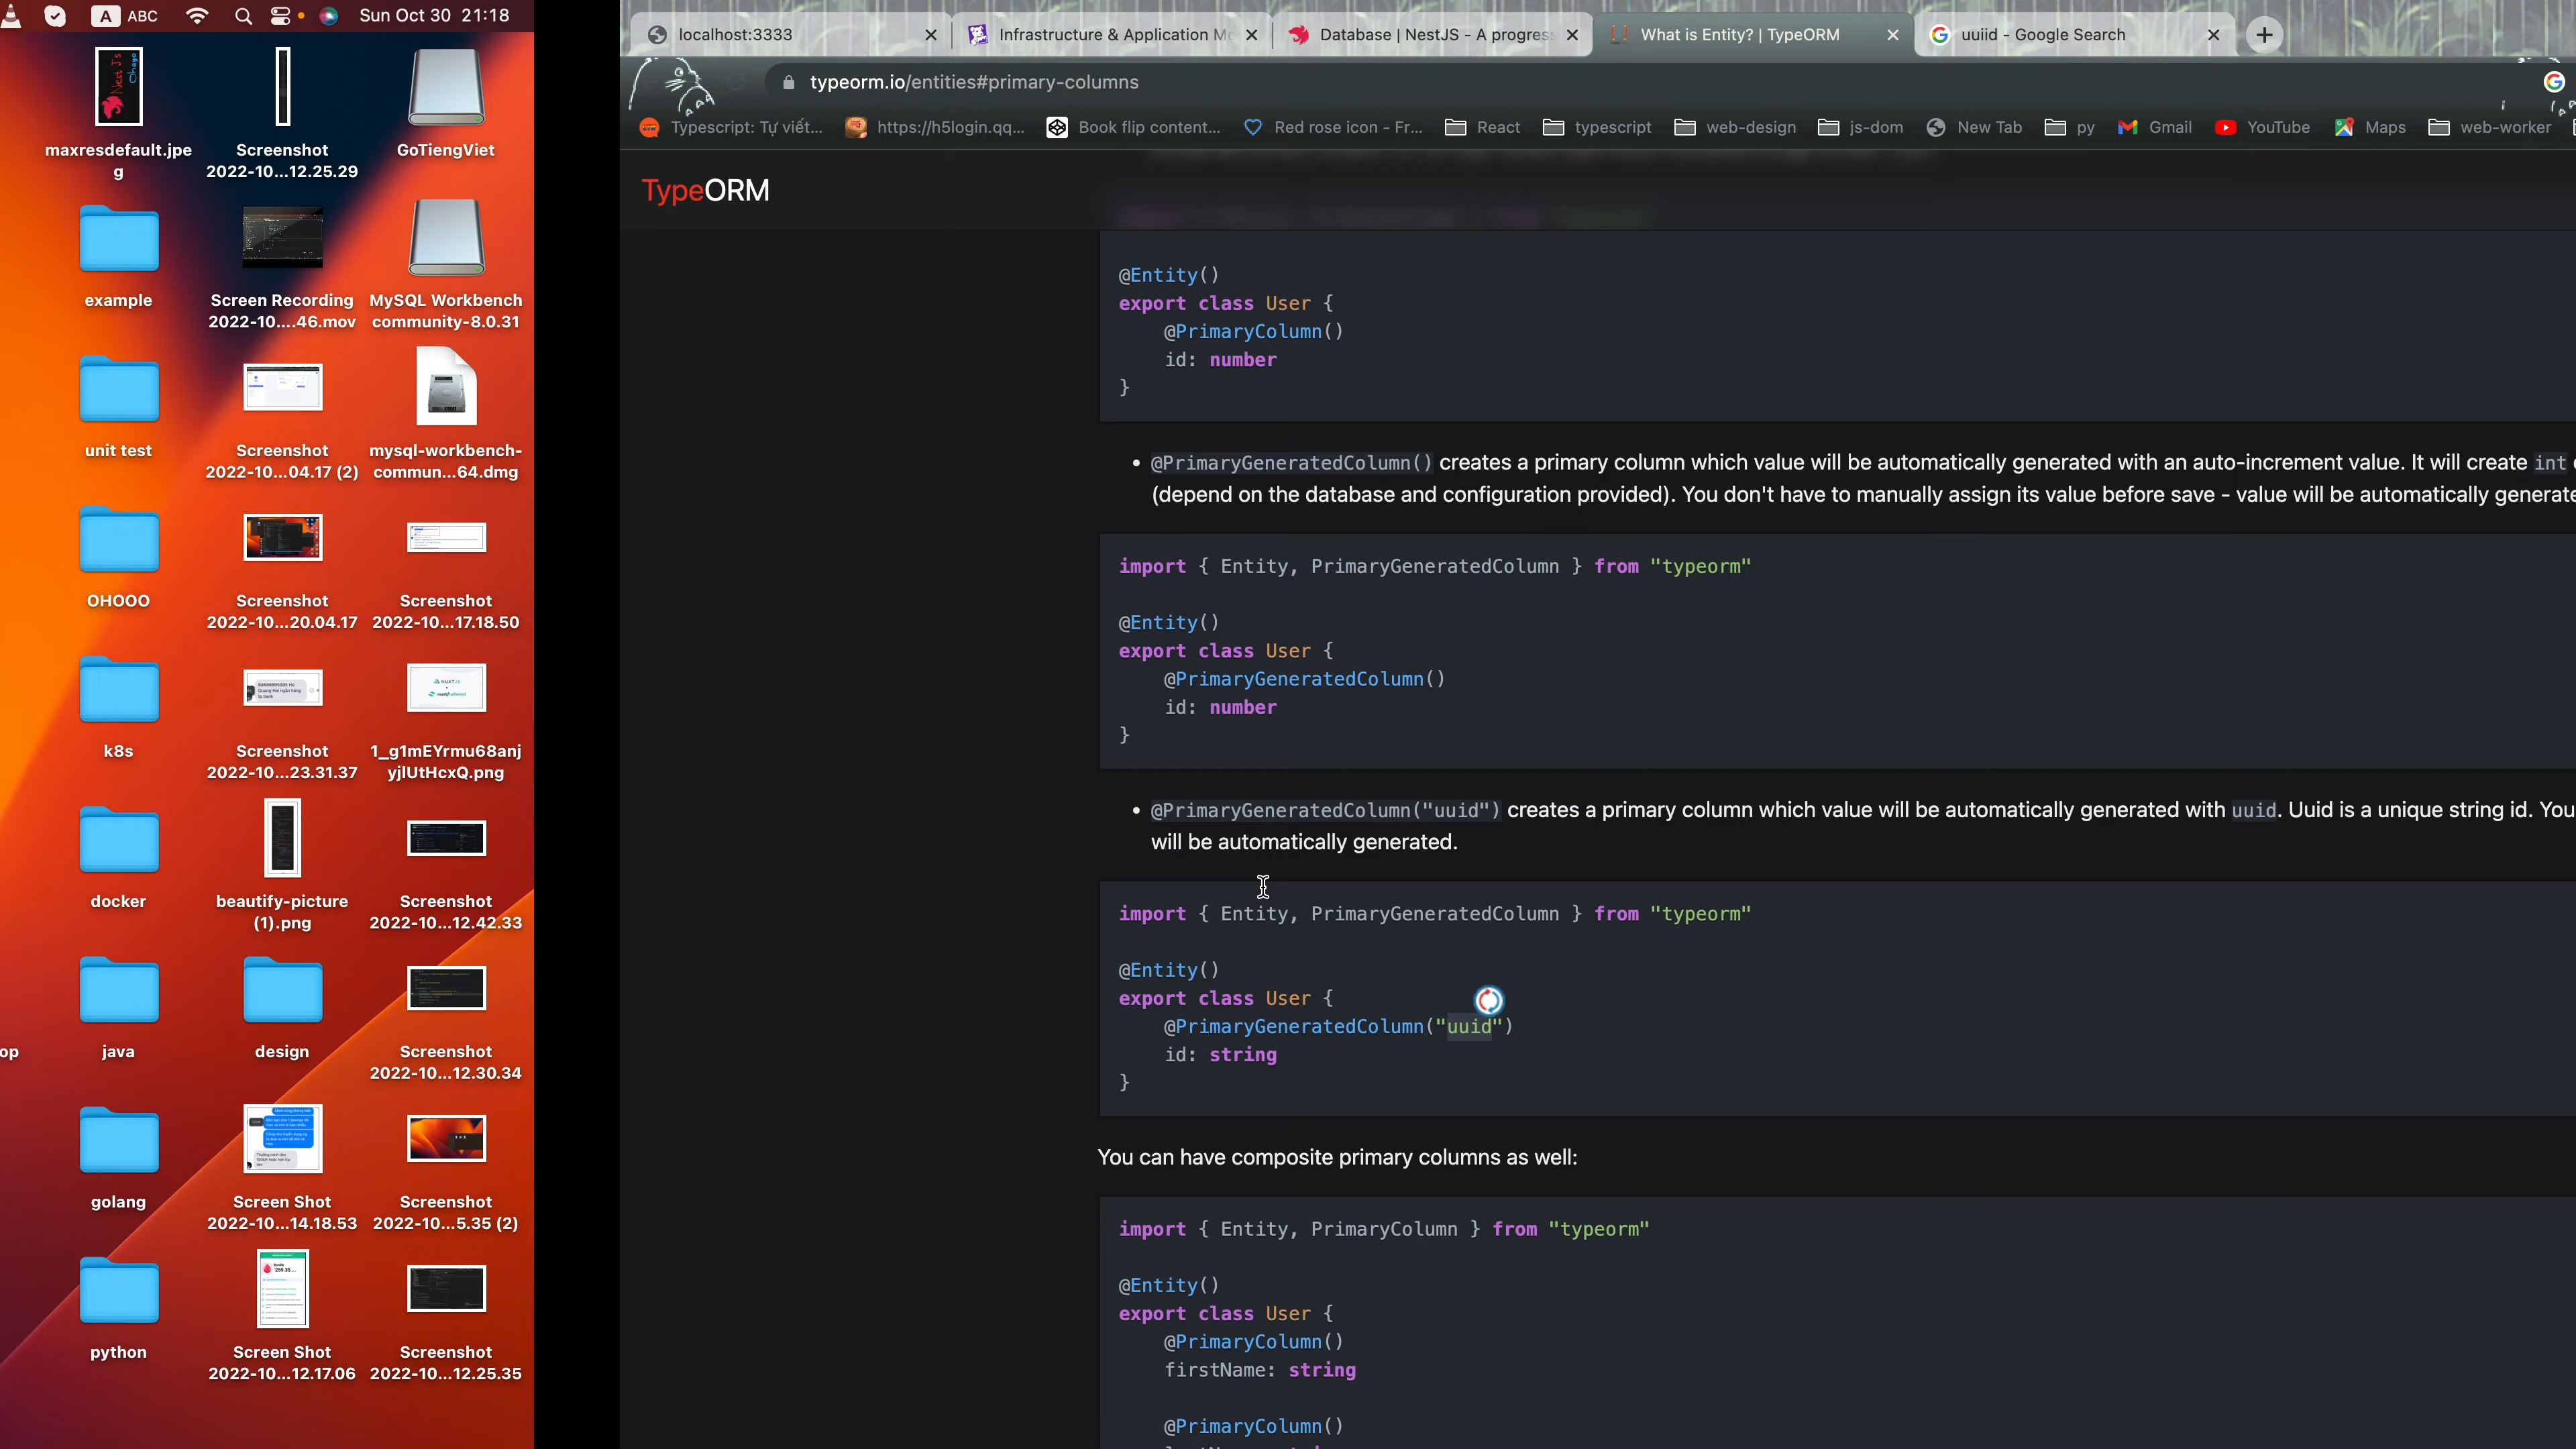 ABC
Sun Oct 30 21:18
maxresdefault.jpe
g
Screenshot
2022-10...12.25.29
GoTiengViet
example
Screen Recording
2022-10....46.mov
MySQL Workbench
community-8.0.31
unit test
Screenshot
2022-10...04.17 (2)
mysql-workbench-
commun...64.dmg
OHOOO
Screenshot
2022-10...20.04.17
Screenshot
2022-10...17.18.50
k8s
Screenshot
2022-10...23.31.37
1_g1mEYrmu68anj
yjlUtHcxQ.png
docker
beautify-picture
(1).png
Screenshot
2022-10...12.42.33
op
java
design
Screenshot
2022-10...12.30.34
golang
Screen Shot
2022-10...14.18.53
Screenshot
2022-10...5.35 (2)
python
Screen Shot
2022-10...12.17.06
Screenshot
2022-10...12.25.35
localhost:3333
Infrastructure & Application Mo
Database | NestJS - A progress
What is Entity? | TypeORM
uuiid - Google Search
typeorm.io/entities#primary-columns
Typescript: Tự viết...
https://h5login.qq...
Book flip content...
Red rose icon - Fr...
React
typescript
web-design
js-dom
New Tab
py
Gmail
YouTube
Maps
web-worker
TypeORM
@Entity()
export class User {
@PrimaryColumn()
id: number
}
• @PrimaryGeneratedColumn() creates a primary column which value will be automatically generated with an auto-increment value. It will create int
(depend on the database and configuration provided). You don't have to manually assign its value before save - value will be automatically generate
import { Entity, PrimaryGeneratedColumn } from "typeorm"
@Entity()
export class User {
@PrimaryGeneratedColumn()
id: number
}
• @PrimaryGeneratedColumn("uuid") creates a primary column which value will be automatically generated with uuid. Uuid is a unique string id. You
will be automatically generated.
import { Entity, PrimaryGeneratedColumn } from "typeorm"
@Entity()
export class User {
@PrimaryGeneratedColumn("uuid")
id: string
}
You can have composite primary columns as well:
import { Entity, PrimaryColumn } from "typeorm"
@Entity()
export class User {
@PrimaryColumn()
firstName: string
@PrimaryColumn()